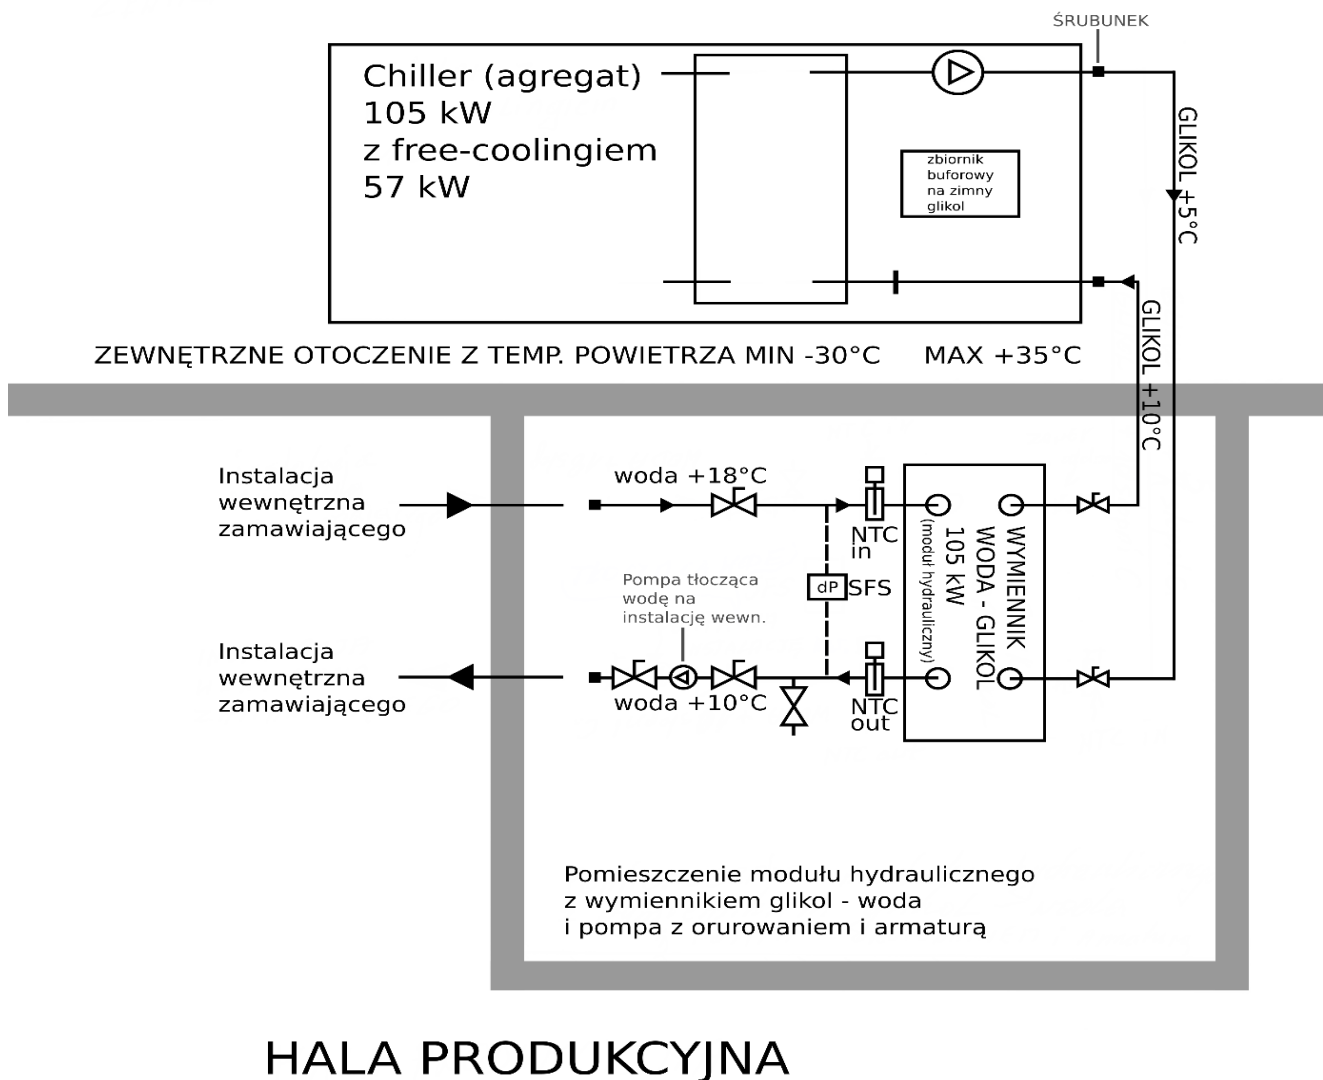 ŚRUBUNEK
Chiller (agregat)
105 kW
z free-coolingiem
57 kW
zbiornik
buforowy
na zimny
glikol
GLIKOL +5°C
GLIKOL +10°C
ZEWNĘTRZNE OTOCZENIE Z TEMP. POWIETRZA MIN -30°C MAX +35°C
Instalacja
wewnętrzna
zamawiającego
woda +18°C
NTC
in
Pompa tłocząca
wodę na
instalację wewn.
dP SFS
WYMIENNIK
WODA - GLIKOL
105 kW
(moduł hydrauliczny)
Instalacja
wewnętrzna
zamawiającego
woda +10°C
NTC
out
Pomieszczenie modułu hydraulicznego
z wymiennikiem glikol - woda
i pompa z orurowaniem i armaturą
HALA PRODUKCYJNA